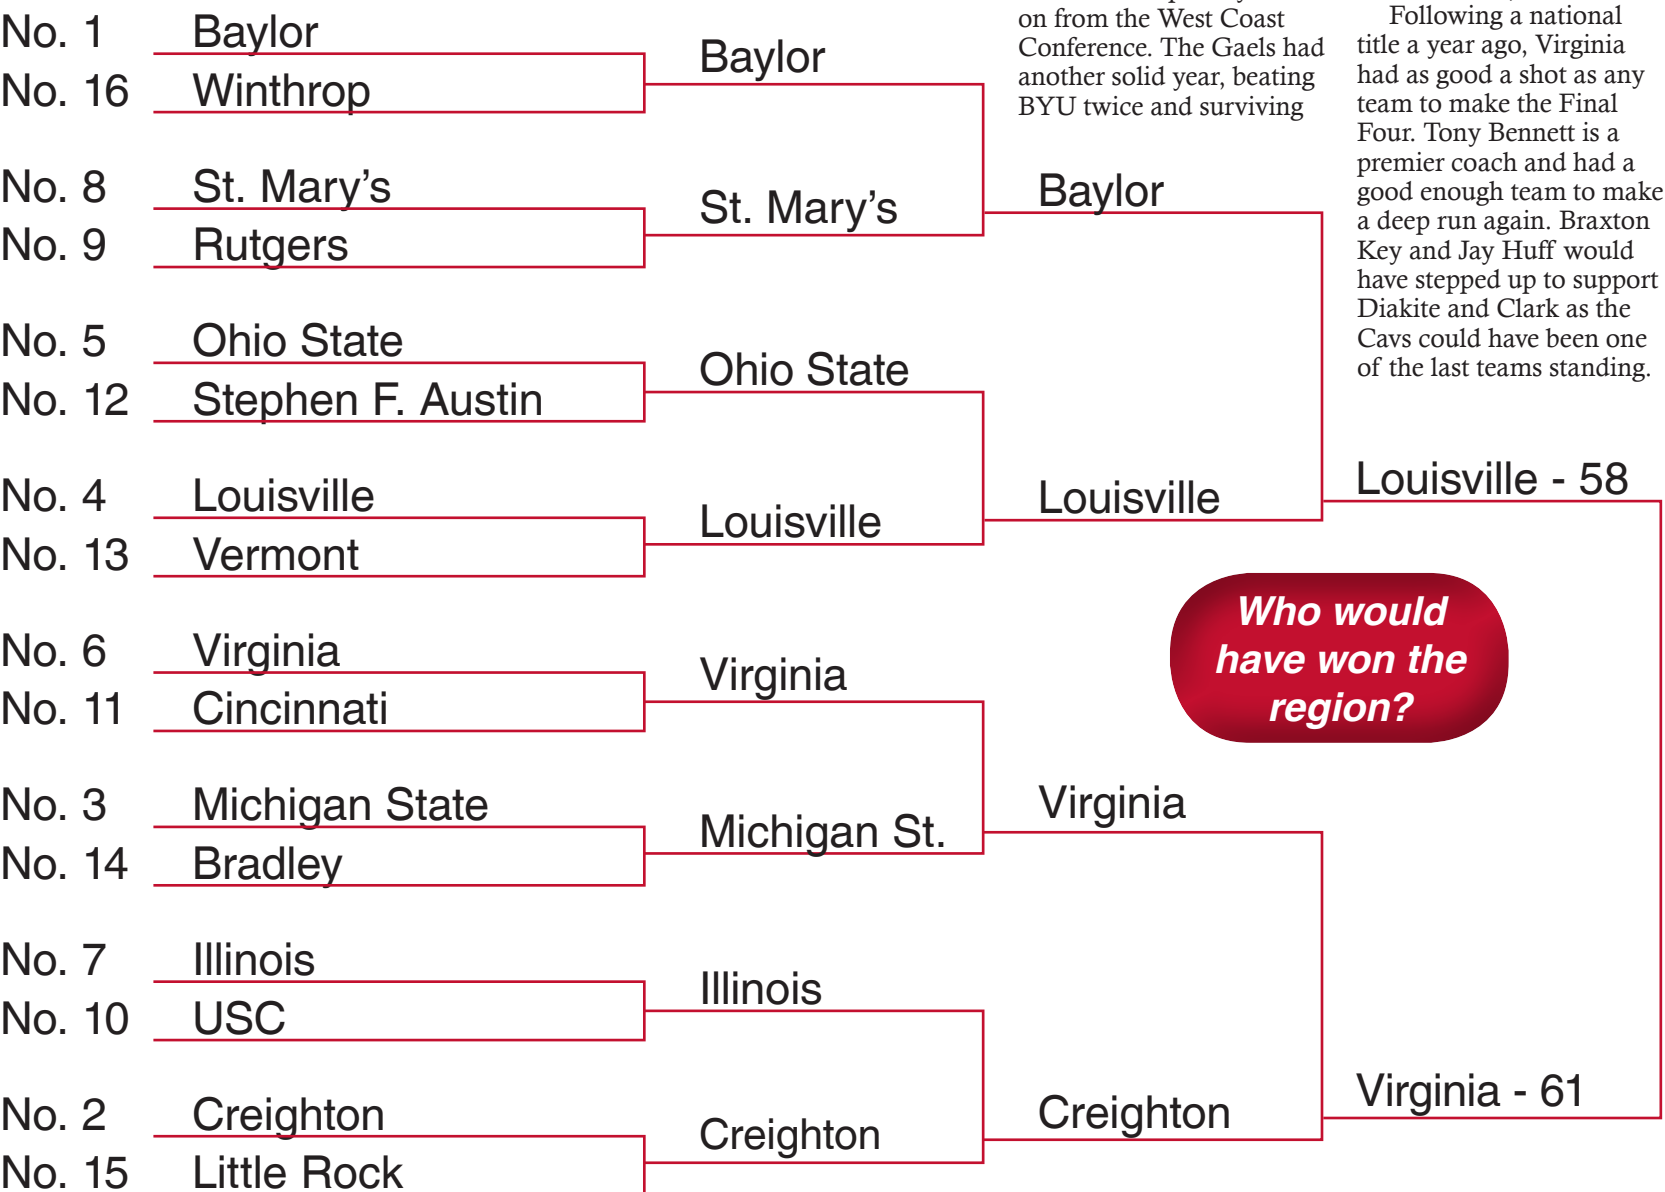 No. 1 Baylor
No. 16 Winthrop
No. 8 St. Mary’s
No. 9 Rutgers
No. 5 Ohio State
No. 12 Stephen F. Austin
No. 4 Louisville
No. 13 Vermont
No. 6 Virginia
No. 11 Cincinnati
No. 3 Michigan State
No. 14 Bradley
No. 7 Illinois
No. 10 USC
No. 2 Creighton
No. 15 Little Rock
Baylor
St. Mary’s
Ohio State
Louisville
Virginia
Michigan St.
Illinois
Creighton
on from the West Coast
Conference. The Gaels had
another solid year, beating
BYU twice and surviving
Baylor
Louisville
Virginia
Creighton
Following a national
title a year ago, Virginia
had as good a shot as any
team to make the Final
Four. Tony Bennett is a
premier coach and had a
good enough team to make
a deep run again. Braxton
Key and Jay Huff would
have stepped up to support
Diakite and Clark as the
Cavs could have been one
of the last teams standing.
Louisville - 58
Who would
have won the
region?
Virginia - 61